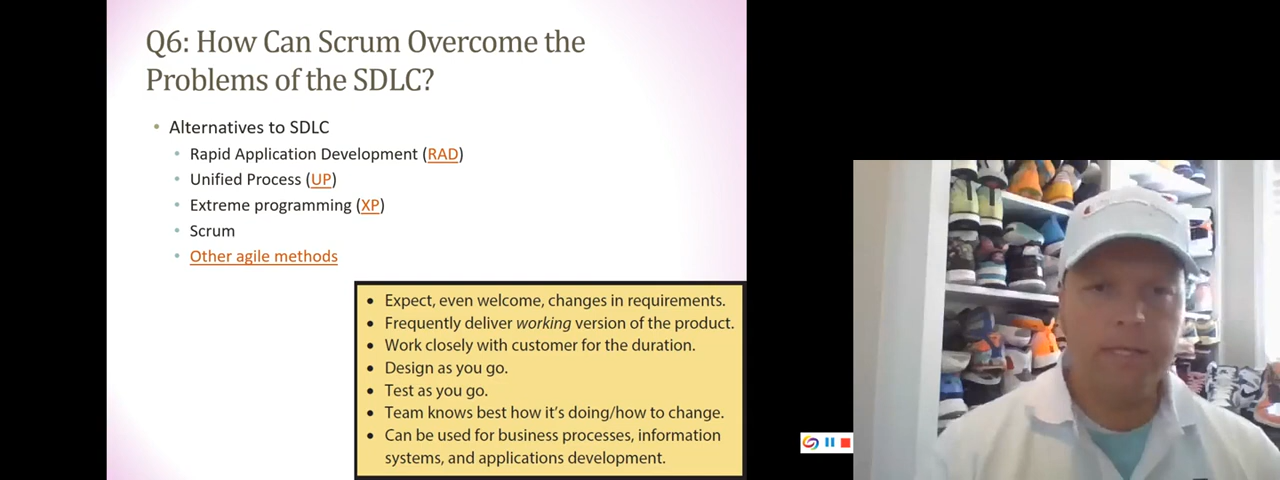 Q6: How Can Scrum Overcome the
Problems of the SDLC?
• Alternatives to SDLC
• Rapid Application Development (RAD)
• Unified Process (UP)
• Extreme programming (XP)
• Scrum
• Other agile methods
• Expect, even welcome, changes in requirements.
• Frequently deliver working version of the product.
• Work closely with customer for the duration.
• Design as you go.
• Test as you go.
• Team knows best how it's doing/how to change.
• Can be used for business processes, information
systems, and applications development.